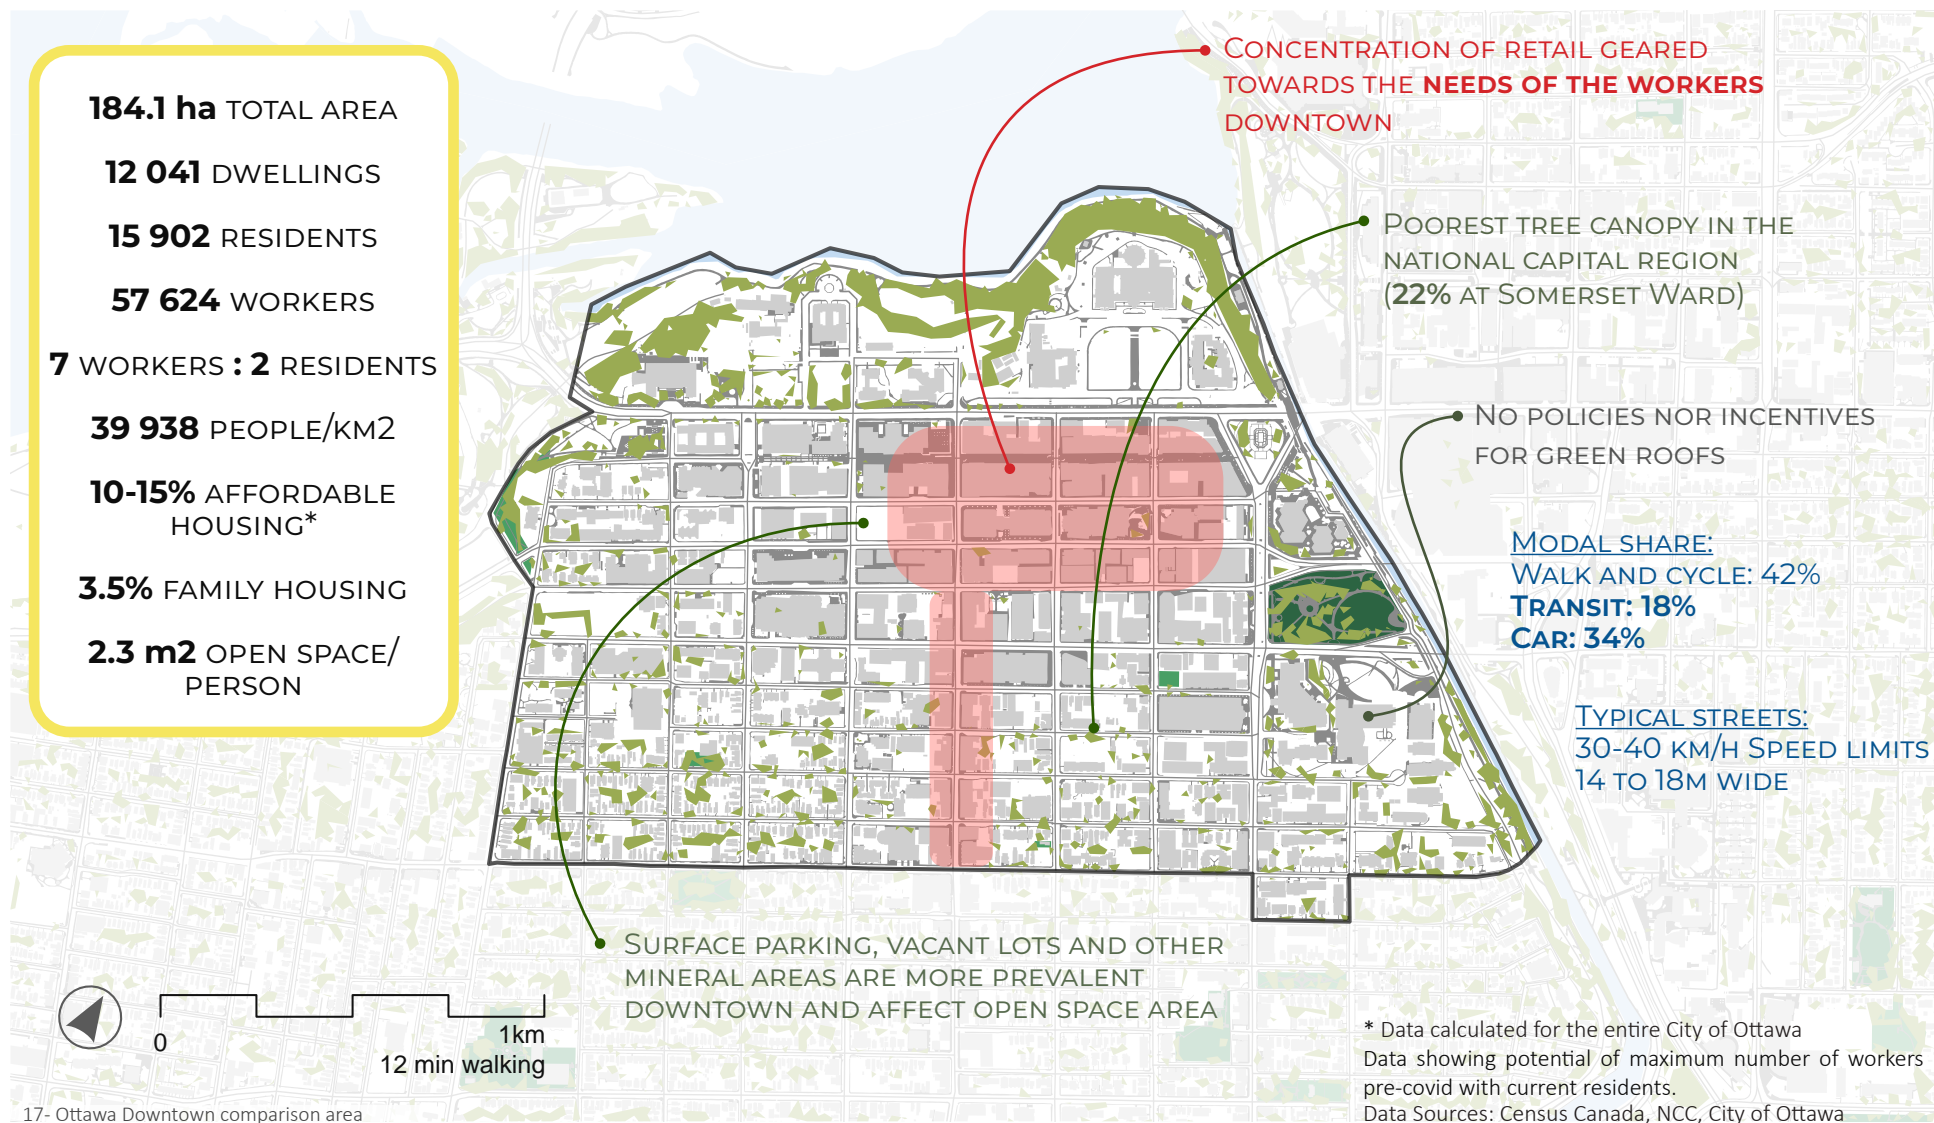 184.1 ha TOTAL AREA
12 041 DWELLINGS
15 902 RESIDENTS
57 624 WORKERS
7 WORKERS : 2 RESIDENTS
39 938 PEOPLE/KM2
10-15% AFFORDABLE
HOUSING*
3.5% FAMILY HOUSING
2.3 m2 OPEN SPACE/
PERSON
CONCENTRATION OF RETAIL GEARED
TOWARDS THE NEEDS OF THE WORKERS
DOWNTOWN
POOREST TREE CANOPY IN THE
NATIONAL CAPITAL REGION
(22% AT SOMERSET WARD)
NO POLICIES NOR INCENTIVES
FOR GREEN ROOFS
MODAL SHARE:
WALK AND CYCLE: 42%
TRANSIT: 18%
CAR: 34%
TYPICAL STREETS:
30-40 KM/H SPEED LIMITS
14 TO 18M WIDE
SURFACE PARKING, VACANT LOTS AND OTHER
MINERAL AREAS ARE MORE PREVALENT
DOWNTOWN AND AFFECT OPEN SPACE AREA
0
1km
12 min walking
* Data calculated for the entire City of Ottawa
Data showing potential of maximum number of workers
pre-covid with current residents.
Data Sources: Census Canada, NCC, City of Ottawa
17- Ottawa Downtown comparison area